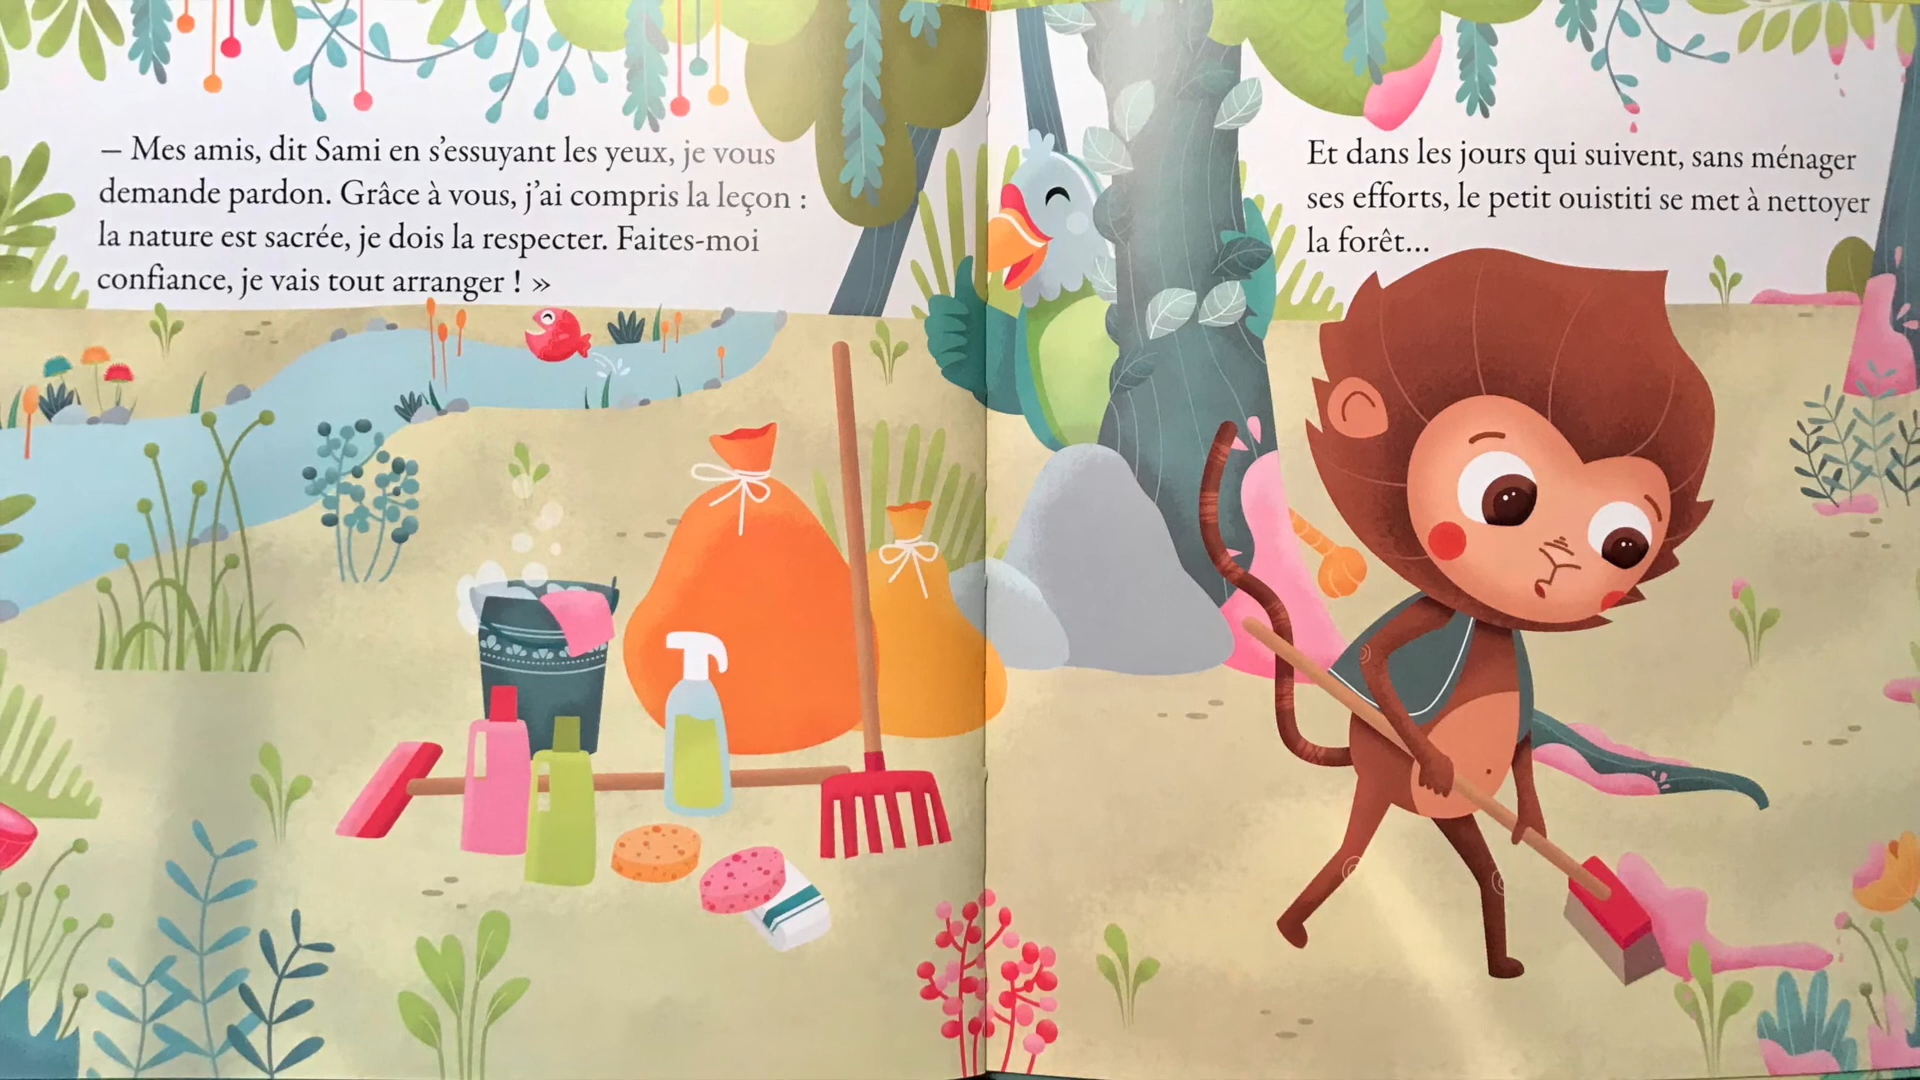 – Mes amis, dit Sami en s’essuyant les yeux, je vous
demande pardon. Grâce à vous, j’ai compris la leçon :
la nature est sacrée, je dois la respecter. Faites-moi
confiance, je vais tout arranger ! »
Et dans les jours qui suivent, sans ménager
ses efforts, le petit ouistiti se met à nettoyer
la forêt...